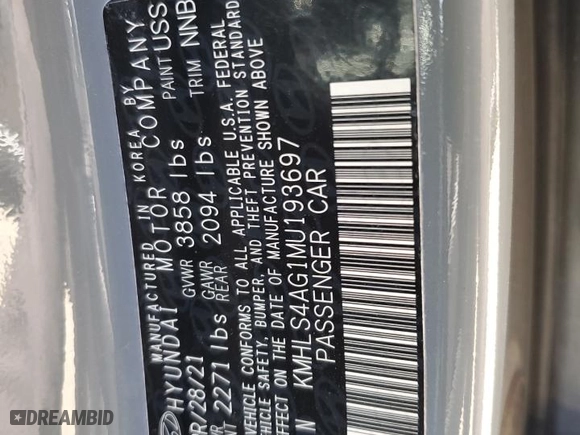 MANUFACTURED IN KOREA BY
HYUNDAI MOTOR COMPANY
R/28/21 GVWR 3858 lbs PAINT USS
2271 lbs GAWR REAR 2094 lbs TRIM NNB
VEHICLE CONFORMS TO ALL APPLICABLE U.S.A. FEDERAL
VEHICLE SAFETY, BUMPER, AND THEFT PREVENTION STANDARD
EFFECT ON THE DATE OF MANUFACTURE SHOWN ABOVE
KMHLS4AG1MU193697
PASSENGER CAR
DREAMBID